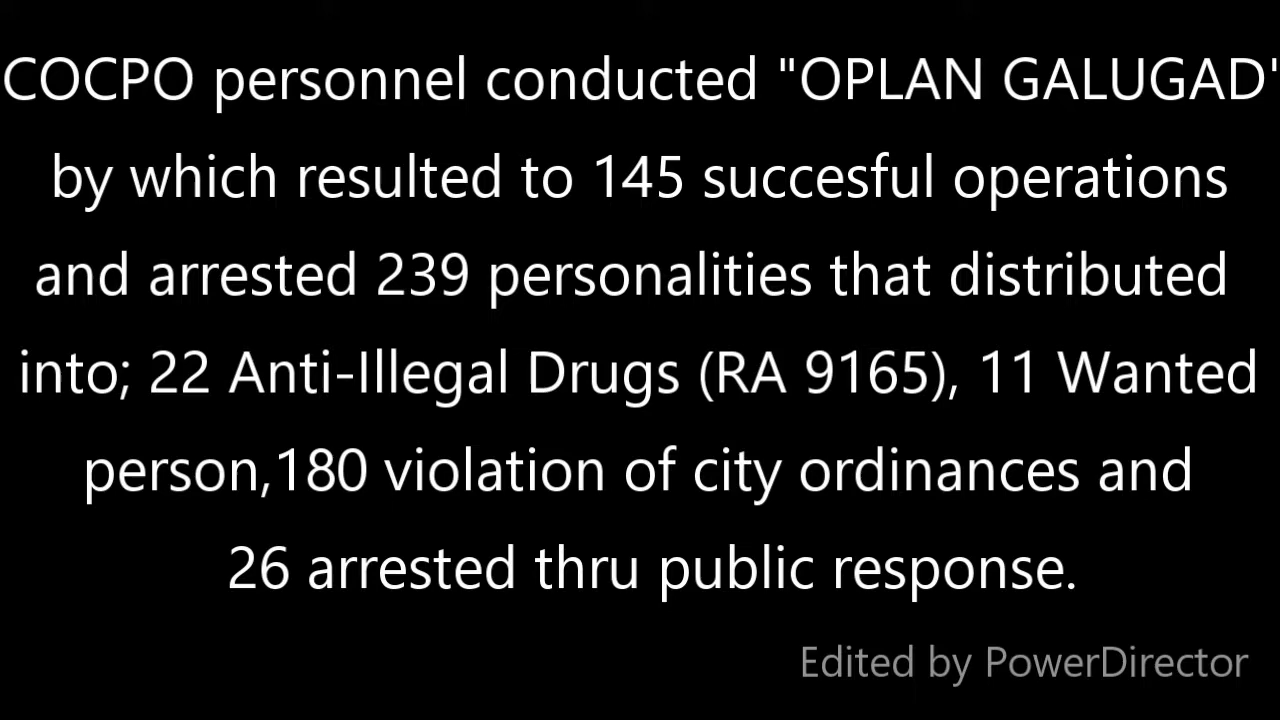 COCPO personnel conducted "OPLAN GALUGAD'
by which resulted to 145 succesful operations
and arrested 239 personalities that distributed
into; 22 Anti-Illegal Drugs (RA 9165), 11 Wanted
person,180 violation of city ordinances and
26 arrested thru public response.
Edited by PowerDirector